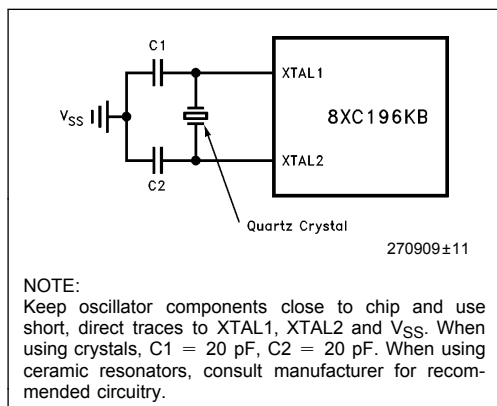 C1
XTAL1
8XC196KB
VSS
XTAL2
C2
Quartz Crystal
270909±11
NOTE:
Keep oscillator components close to chip and use
short, direct traces to XTAL1, XTAL2 and VSS. When
using crystals, C1 = 20 pF, C2 = 20 pF. When using
ceramic resonators, consult manufacturer for recom-
mended circuitry.